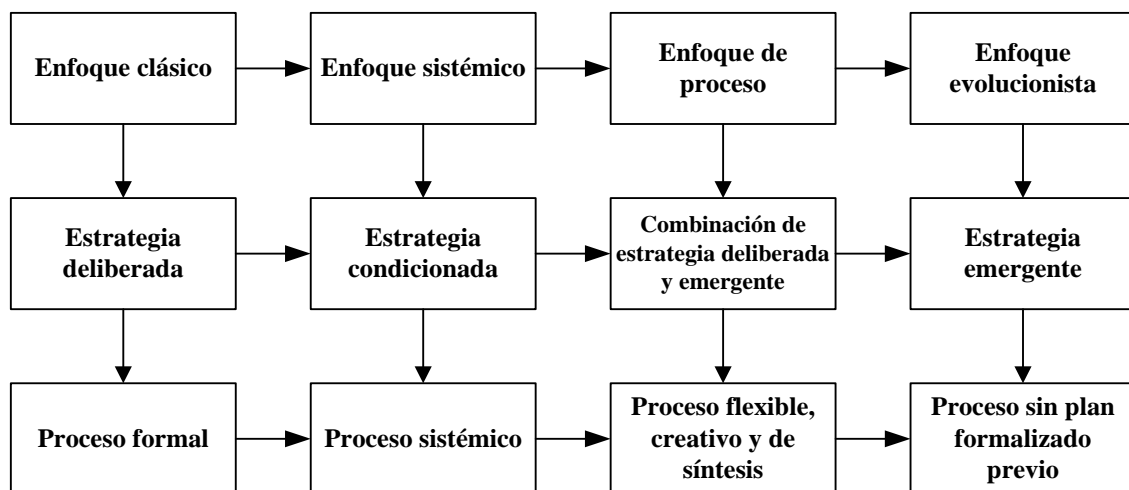 Enfoque clásico
Enfoque sistémico
Enfoque de
proceso
Enfoque
evolucionista
Estrategia
deliberada
Estrategia
condicionada
Combinación de
estrategia deliberada
y emergente
Estrategia
emergente
Proceso formal
Proceso sistémico
Proceso flexible,
creativo y de
síntesis
Proceso sin plan
formalizado
previo